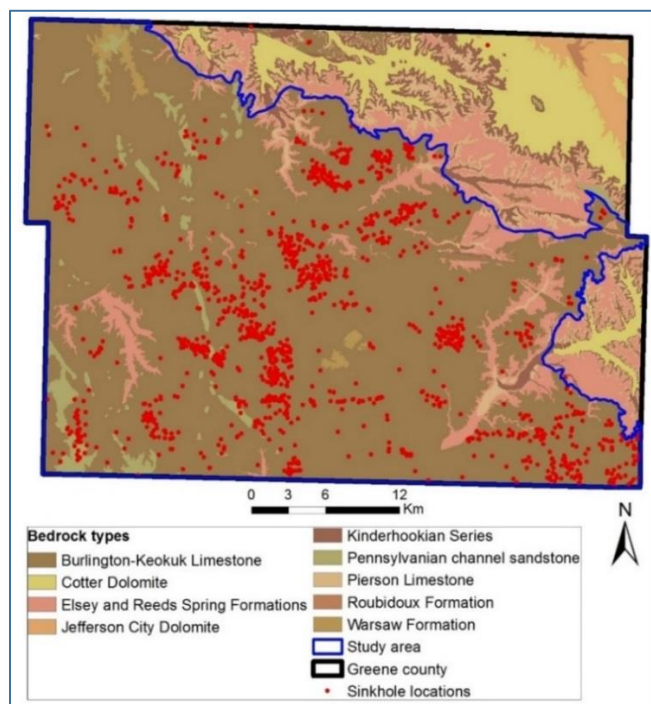 0 3 6 12
Km
N
Bedrock types
Burlington-Keokuk Limestone
Cotter Dolomite
Elsey and Reeds Spring Formations
Jefferson City Dolomite
Kinderhookian Series
Pennsylvanian channel sandstone
Pierson Limestone
Roubidoux Formation
Warsaw Formation
Study area
Greene county
Sinkhole locations